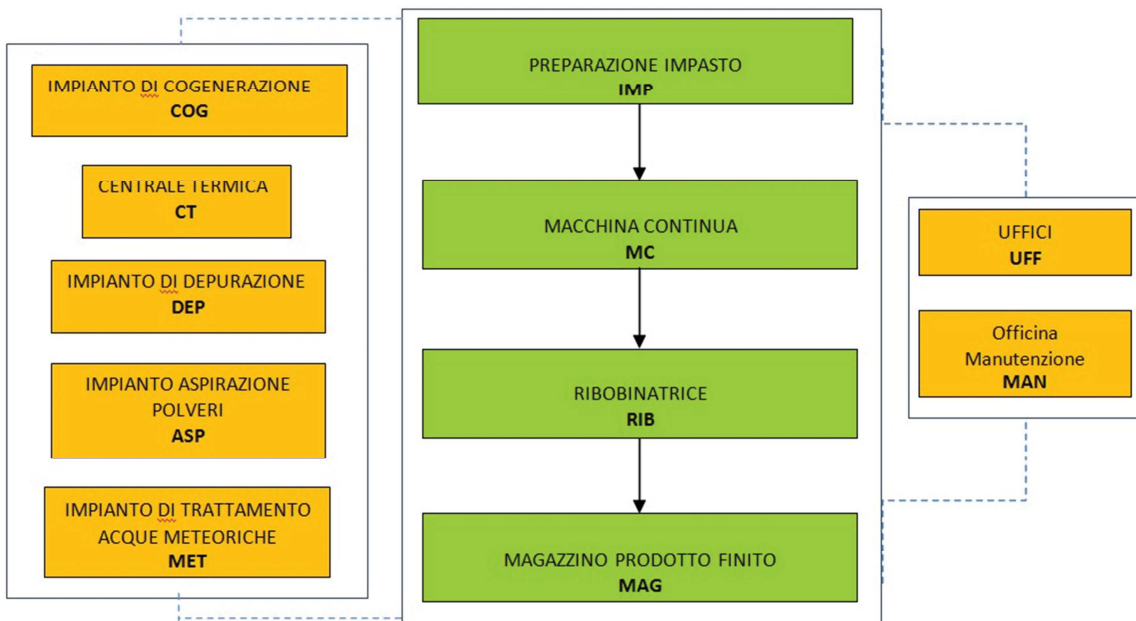 IMPIANTO DI COGENERAZIONE
COG
CENTRALE TERMICA
CT
IMPIANTO DI DEPURAZIONE
DEP
IMPIANTO ASPIRAZIONE
POLVERI
ASP
IMPIANTO DI TRATTAMENTO
ACQUE METEORICHE
MET
PREPARAZIONE IMPASTO
IMP
MACCHINA CONTINUA
MC
RIBOBINATRICE
RIB
MAGAZZINO PRODOTTO FINITO
MAG
UFFICI
UFF
Officina
Manutenzione
MAN